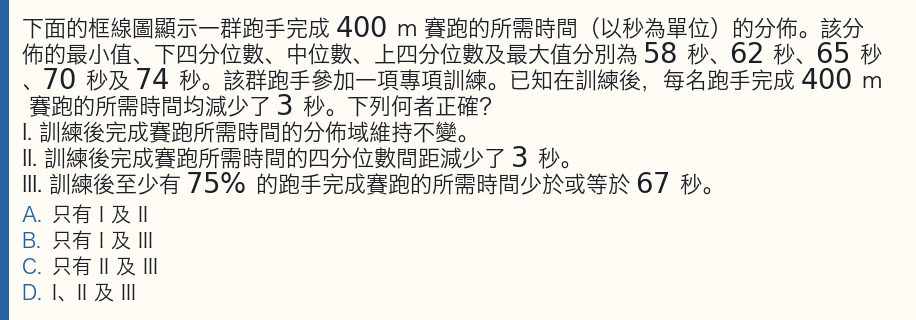 下面的框線圖顯示一群跑手完成 400 m 賽跑的所需時間（以秒為單位）的分佈。該分
佈的最小值、下四分位數、中位數、上四分位數及最大值分別為 58 秒、62 秒、65 秒
、70 秒及 74 秒。該群跑手參加一項專項訓練。已知在訓練後，每名跑手完成 400 m
賽跑的所需時間均減少了 3 秒。下列何者正確?
I. 訓練後完成賽跑所需時間的分佈域維持不變。
II. 訓練後完成賽跑所需時間的四分位數間距減少了 3 秒。
III. 訓練後至少有 75% 的跑手完成賽跑的所需時間少於或等於 67 秒。
A. 只有 I 及 II
B. 只有 I 及 III
C. 只有 II 及 III
D. I、II 及 III